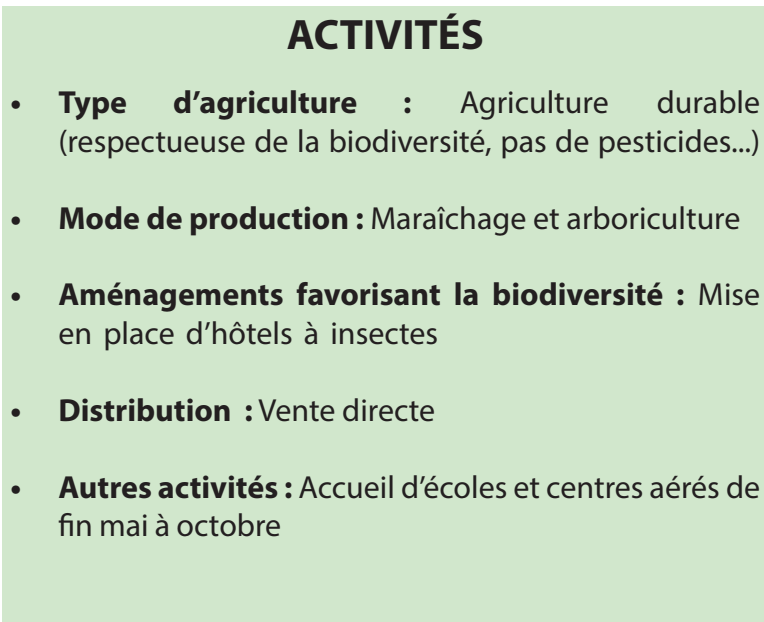 ACTIVITÉS
• Type d'agriculture : Agriculture durable
(respectueuse de la biodiversité, pas de pesticides...)
• Mode de production : Maraîchage et arboriculture
• Aménagements favorisant la biodiversité : Mise
en place d'hôtels à insectes
• Distribution : Vente directe
• Autres activités : Accueil d'écoles et centres aérés de
fin mai à octobre